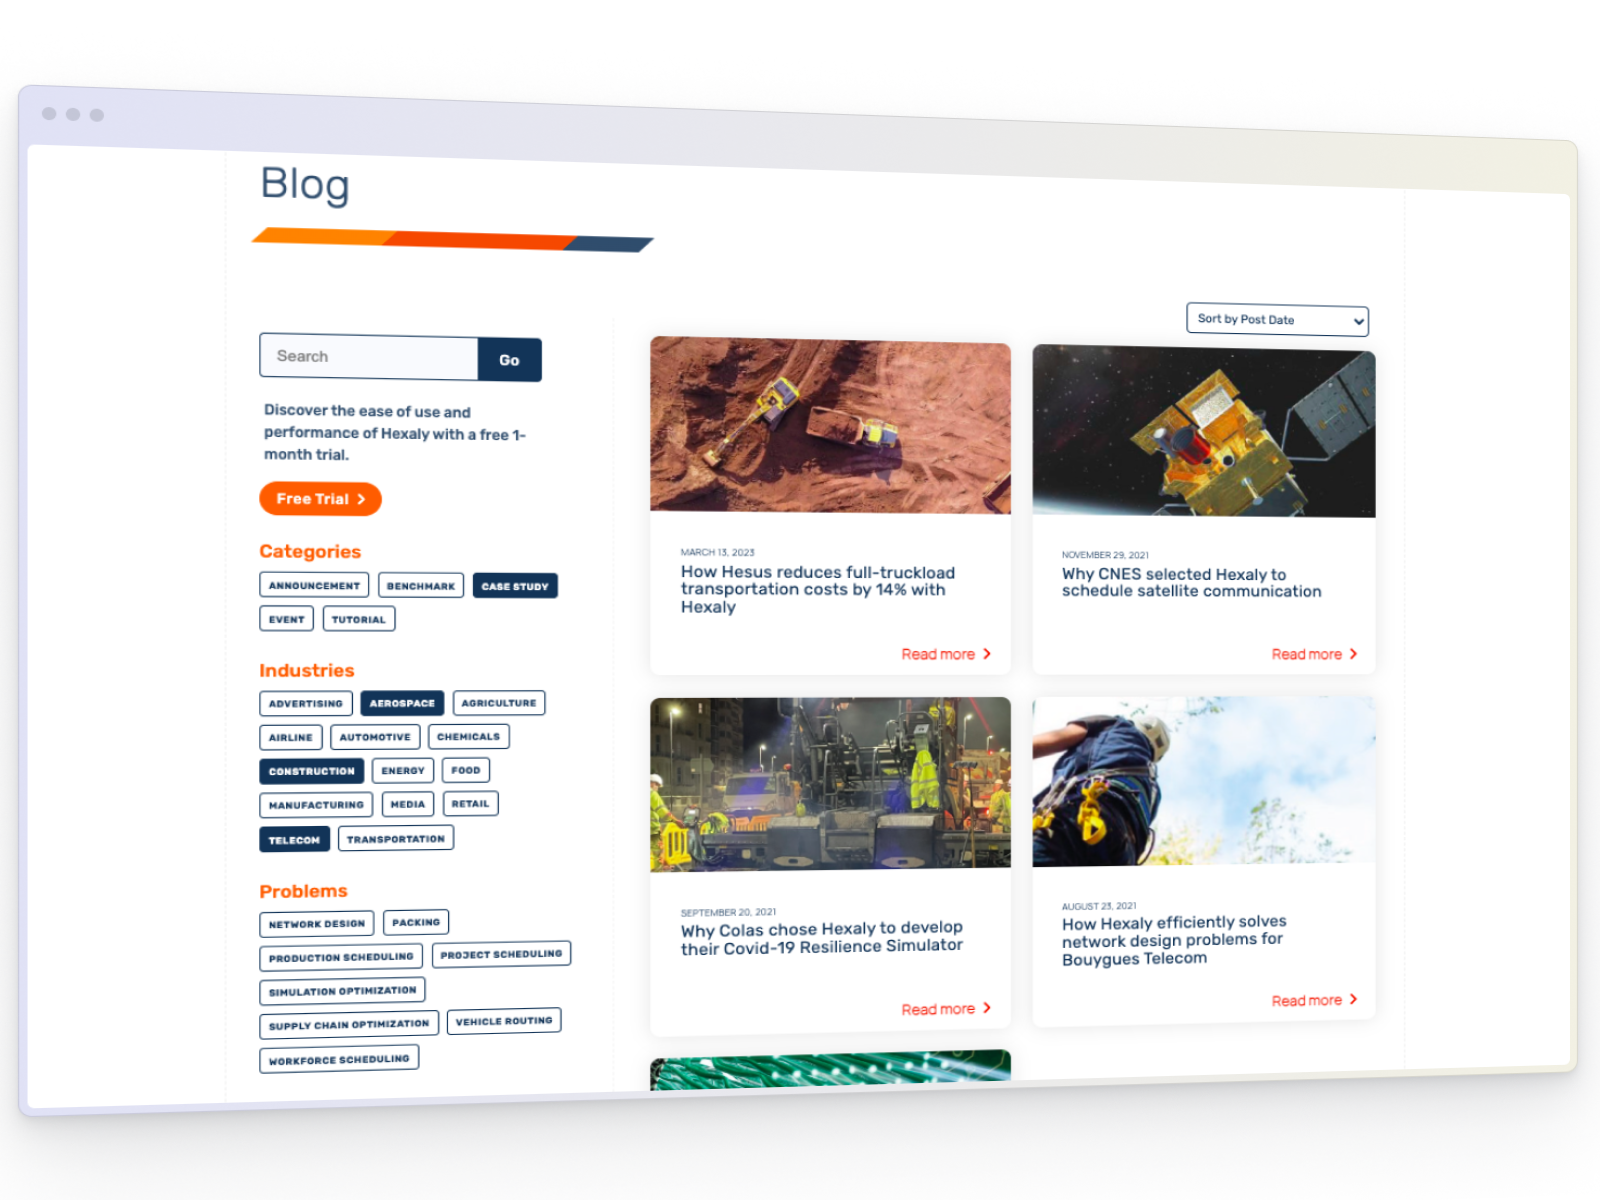 Blog
Sort by Post Date
Search
Go
Discover the ease of use and
performance of Hexaly with a free 1-
month trial.
Free Trial
Categories
ANNOUNCEMENT
BENCHMARK
CASE STUDY
EVENT
TUTORIAL
Industries
ADVERTISING
AEROSPACE
AGRICULTURE
AIRLINE
AUTOMOTIVE
CHEMICALS
CONSTRUCTION
ENERGY
FOOD
MANUFACTURING
MEDIA
RETAIL
TELECOM
TRANSPORTATION
Problems
NETWORK DESIGN
PACKING
PRODUCTION SCHEDULING
PROJECT SCHEDULING
SIMULATION OPTIMIZATION
SUPPLY CHAIN OPTIMIZATION
VEHICLE ROUTING
WORKFORCE SCHEDULING
MARCH 13, 2023
How Hesus reduces full-truckload
transportation costs by 14% with
Hexaly
Read more
NOVEMBER 29, 2021
Why CNES selected Hexaly to
schedule satellite communication
Read more
SEPTEMBER 20, 2021
Why Colas chose Hexaly to develop
their Covid-19 Resilience Simulator
Read more
AUGUST 23, 2021
How Hexaly efficiently solves
network design problems for
Bouygues Telecom
Read more